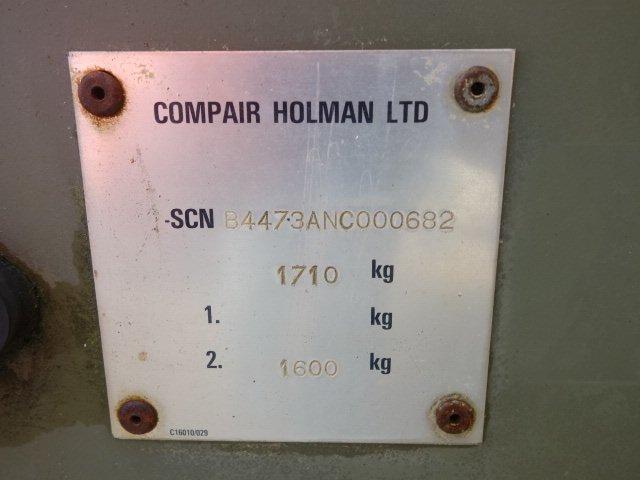 COMPAIR HOLMAN LTD
-SCN B4473ANC000682
1710 kg
1. kg
2. 1600 kg
C16010/029